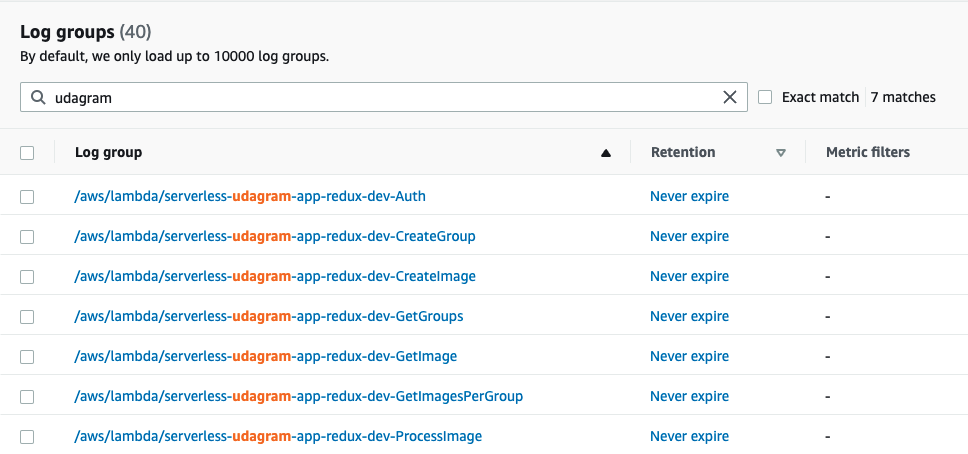 Log groups (40)
By default, we only load up to 10000 log groups.
udagram Exact match 7 matches
Log group Retention Metric filters
/aws/lambda/serverless-udagram-app-redux-dev-Auth Never expire -
/aws/lambda/serverless-udagram-app-redux-dev-CreateGroup Never expire -
/aws/lambda/serverless-udagram-app-redux-dev-CreateImage Never expire -
/aws/lambda/serverless-udagram-app-redux-dev-GetGroups Never expire -
/aws/lambda/serverless-udagram-app-redux-dev-GetImage Never expire -
/aws/lambda/serverless-udagram-app-redux-dev-GetImagesPerGroup Never expire -
/aws/lambda/serverless-udagram-app-redux-dev-ProcessImage Never expire -